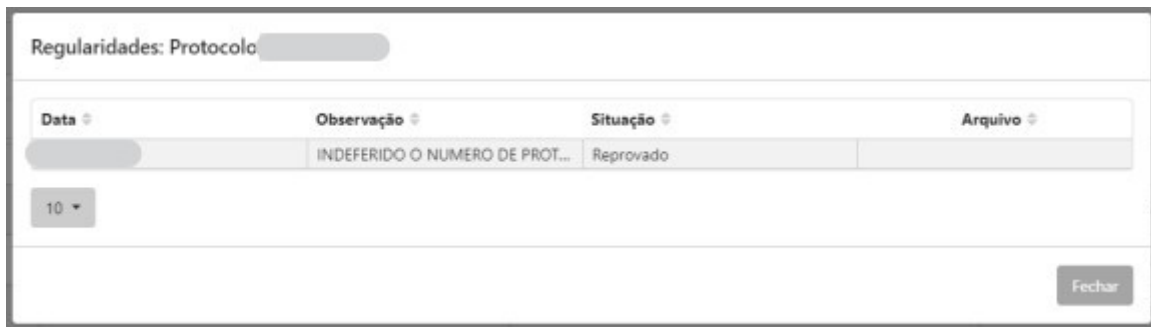 Regularidades: Protocolo
Data Observação Situação Arquivo
INDEFERIDO O NUMERO DE PROT... Reprovado
10
Fechar